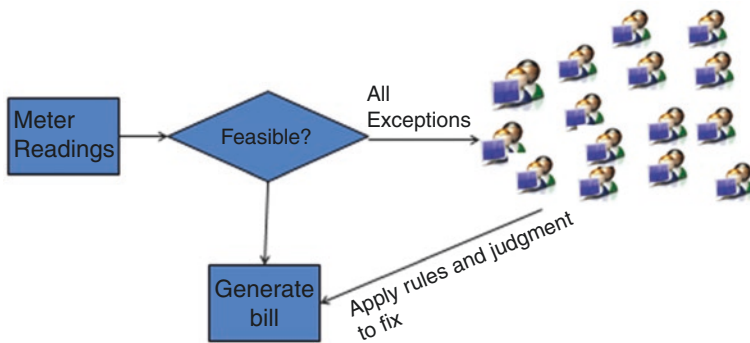 Meter
Readings
Feasible?
All
Exceptions
Generate
bill
Apply rules and judgment
to fix